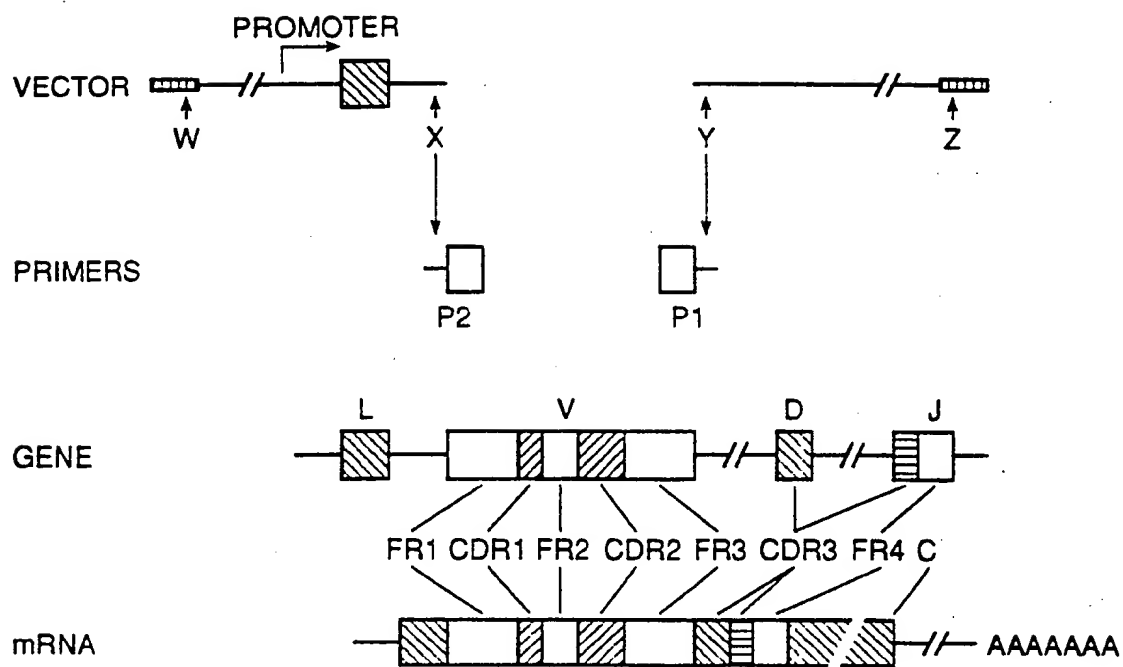 PROMOTER
VECTOR
W X Y Z
PRIMERS
P2 P1
L V D J
GENE
FR1 CDR1 FR2 CDR2 FR3 CDR3 FR4 C
mRNA AAAAAAA